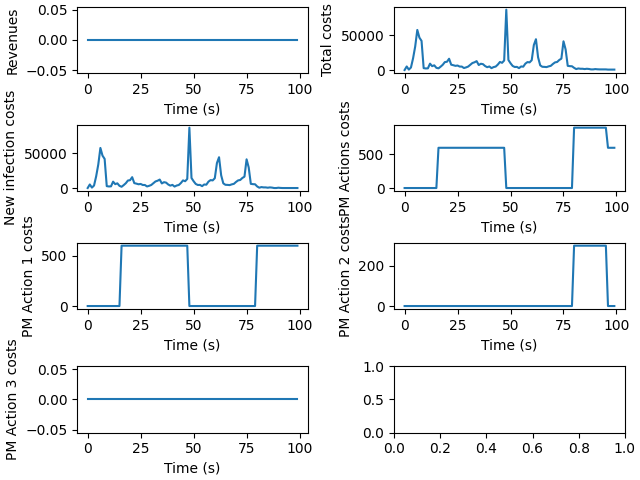 Revenues
0.05
0.00
−0.05
0 25 50 75 100
Time (s)
Total costs
50000
0
0 25 50 75 100
Time (s)
New infection costs
50000
0
0 25 50 75 100
Time (s)
PM Actions costs
500
0
0 25 50 75 100
Time (s)
PM Action 1 costs
500
0
0 25 50 75 100
Time (s)
PM Action 2 costs
200
0
0 25 50 75 100
Time (s)
PM Action 3 costs
0.05
0.00
−0.05
0 25 50 75 100
Time (s)
1.0
0.5
0.0
0.0 0.2 0.4 0.6 0.8 1.0